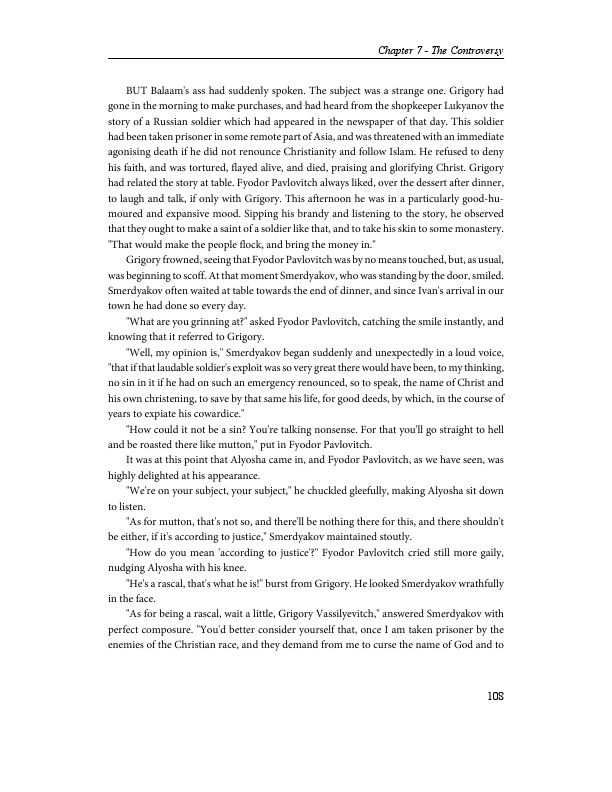 Chapter 7 - The Controversy
BUT Balaam's ass had suddenly spoken. The subject was a strange one. Grigory had
gone in the morning to make purchases, and had heard from the shopkeeper Lukyanov the
story of a Russian soldier which had appeared in the newspaper of that day. This soldier
had been taken prisoner in some remote part of Asia, and was threatened with an immediate
agonising death if he did not renounce Christianity and follow Islam. He refused to deny
his faith, and was tortured, flayed alive, and died, praising and glorifying Christ. Grigory
had related the story at table. Fyodor Pavlovitch always liked, over the dessert after dinner,
to laugh and talk, if only with Grigory. This afternoon he was in a particularly good-hu-
moured and expansive mood. Sipping his brandy and listening to the story, he observed
that they ought to make a saint of a soldier like that, and to take his skin to some monastery.
"That would make the people flock, and bring the money in."
Grigory frowned, seeing that Fyodor Pavlovitch was by no means touched, but, as usual,
was beginning to scoff. At that moment Smerdyakov, who was standing by the door, smiled.
Smerdyakov often waited at table towards the end of dinner, and since Ivan's arrival in our
town he had done so every day.
"What are you grinning at?" asked Fyodor Pavlovitch, catching the smile instantly, and
knowing that it referred to Grigory.
"Well, my opinion is," Smerdyakov began suddenly and unexpectedly in a loud voice,
"that if that laudable soldier's exploit was so very great there would have been, to my thinking,
no sin in it if he had on such an emergency renounced, so to speak, the name of Christ and
his own christening, to save by that same his life, for good deeds, by which, in the course of
years to expiate his cowardice."
"How could it not be a sin? You're talking nonsense. For that you'll go straight to hell
and be roasted there like mutton," put in Fyodor Pavlovitch.
It was at this point that Alyosha came in, and Fyodor Pavlovitch, as we have seen, was
highly delighted at his appearance.
"We're on your subject, your subject," he chuckled gleefully, making Alyosha sit down
to listen.
"As for mutton, that's not so, and there'll be nothing there for this, and there shouldn't
be either, if it's according to justice," Smerdyakov maintained stoutly.
"How do you mean 'according to justice'?" Fyodor Pavlovitch cried still more gaily,
nudging Alyosha with his knee.
"He's a rascal, that's what he is!" burst from Grigory. He looked Smerdyakov wrathfully
in the face.
"As for being a rascal, wait a little, Grigory Vassilyevitch," answered Smerdyakov with
perfect composure. "You'd better consider yourself that, once I am taken prisoner by the
enemies of the Christian race, and they demand from me to curse the name of God and to
108